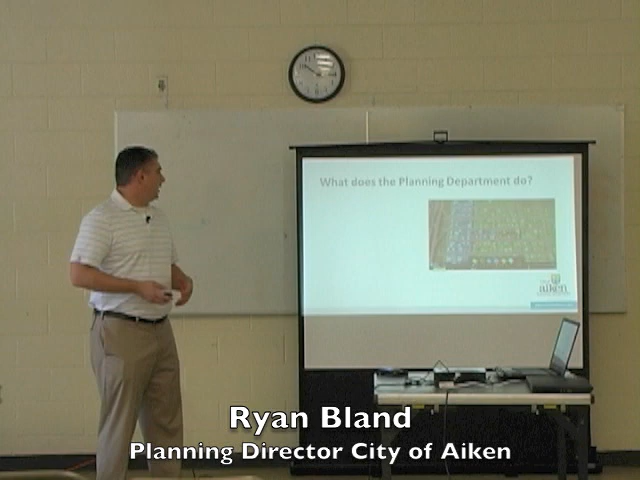 What does the Planning Department do?
aiken
Ryan Bland
Planning Director City of Aiken